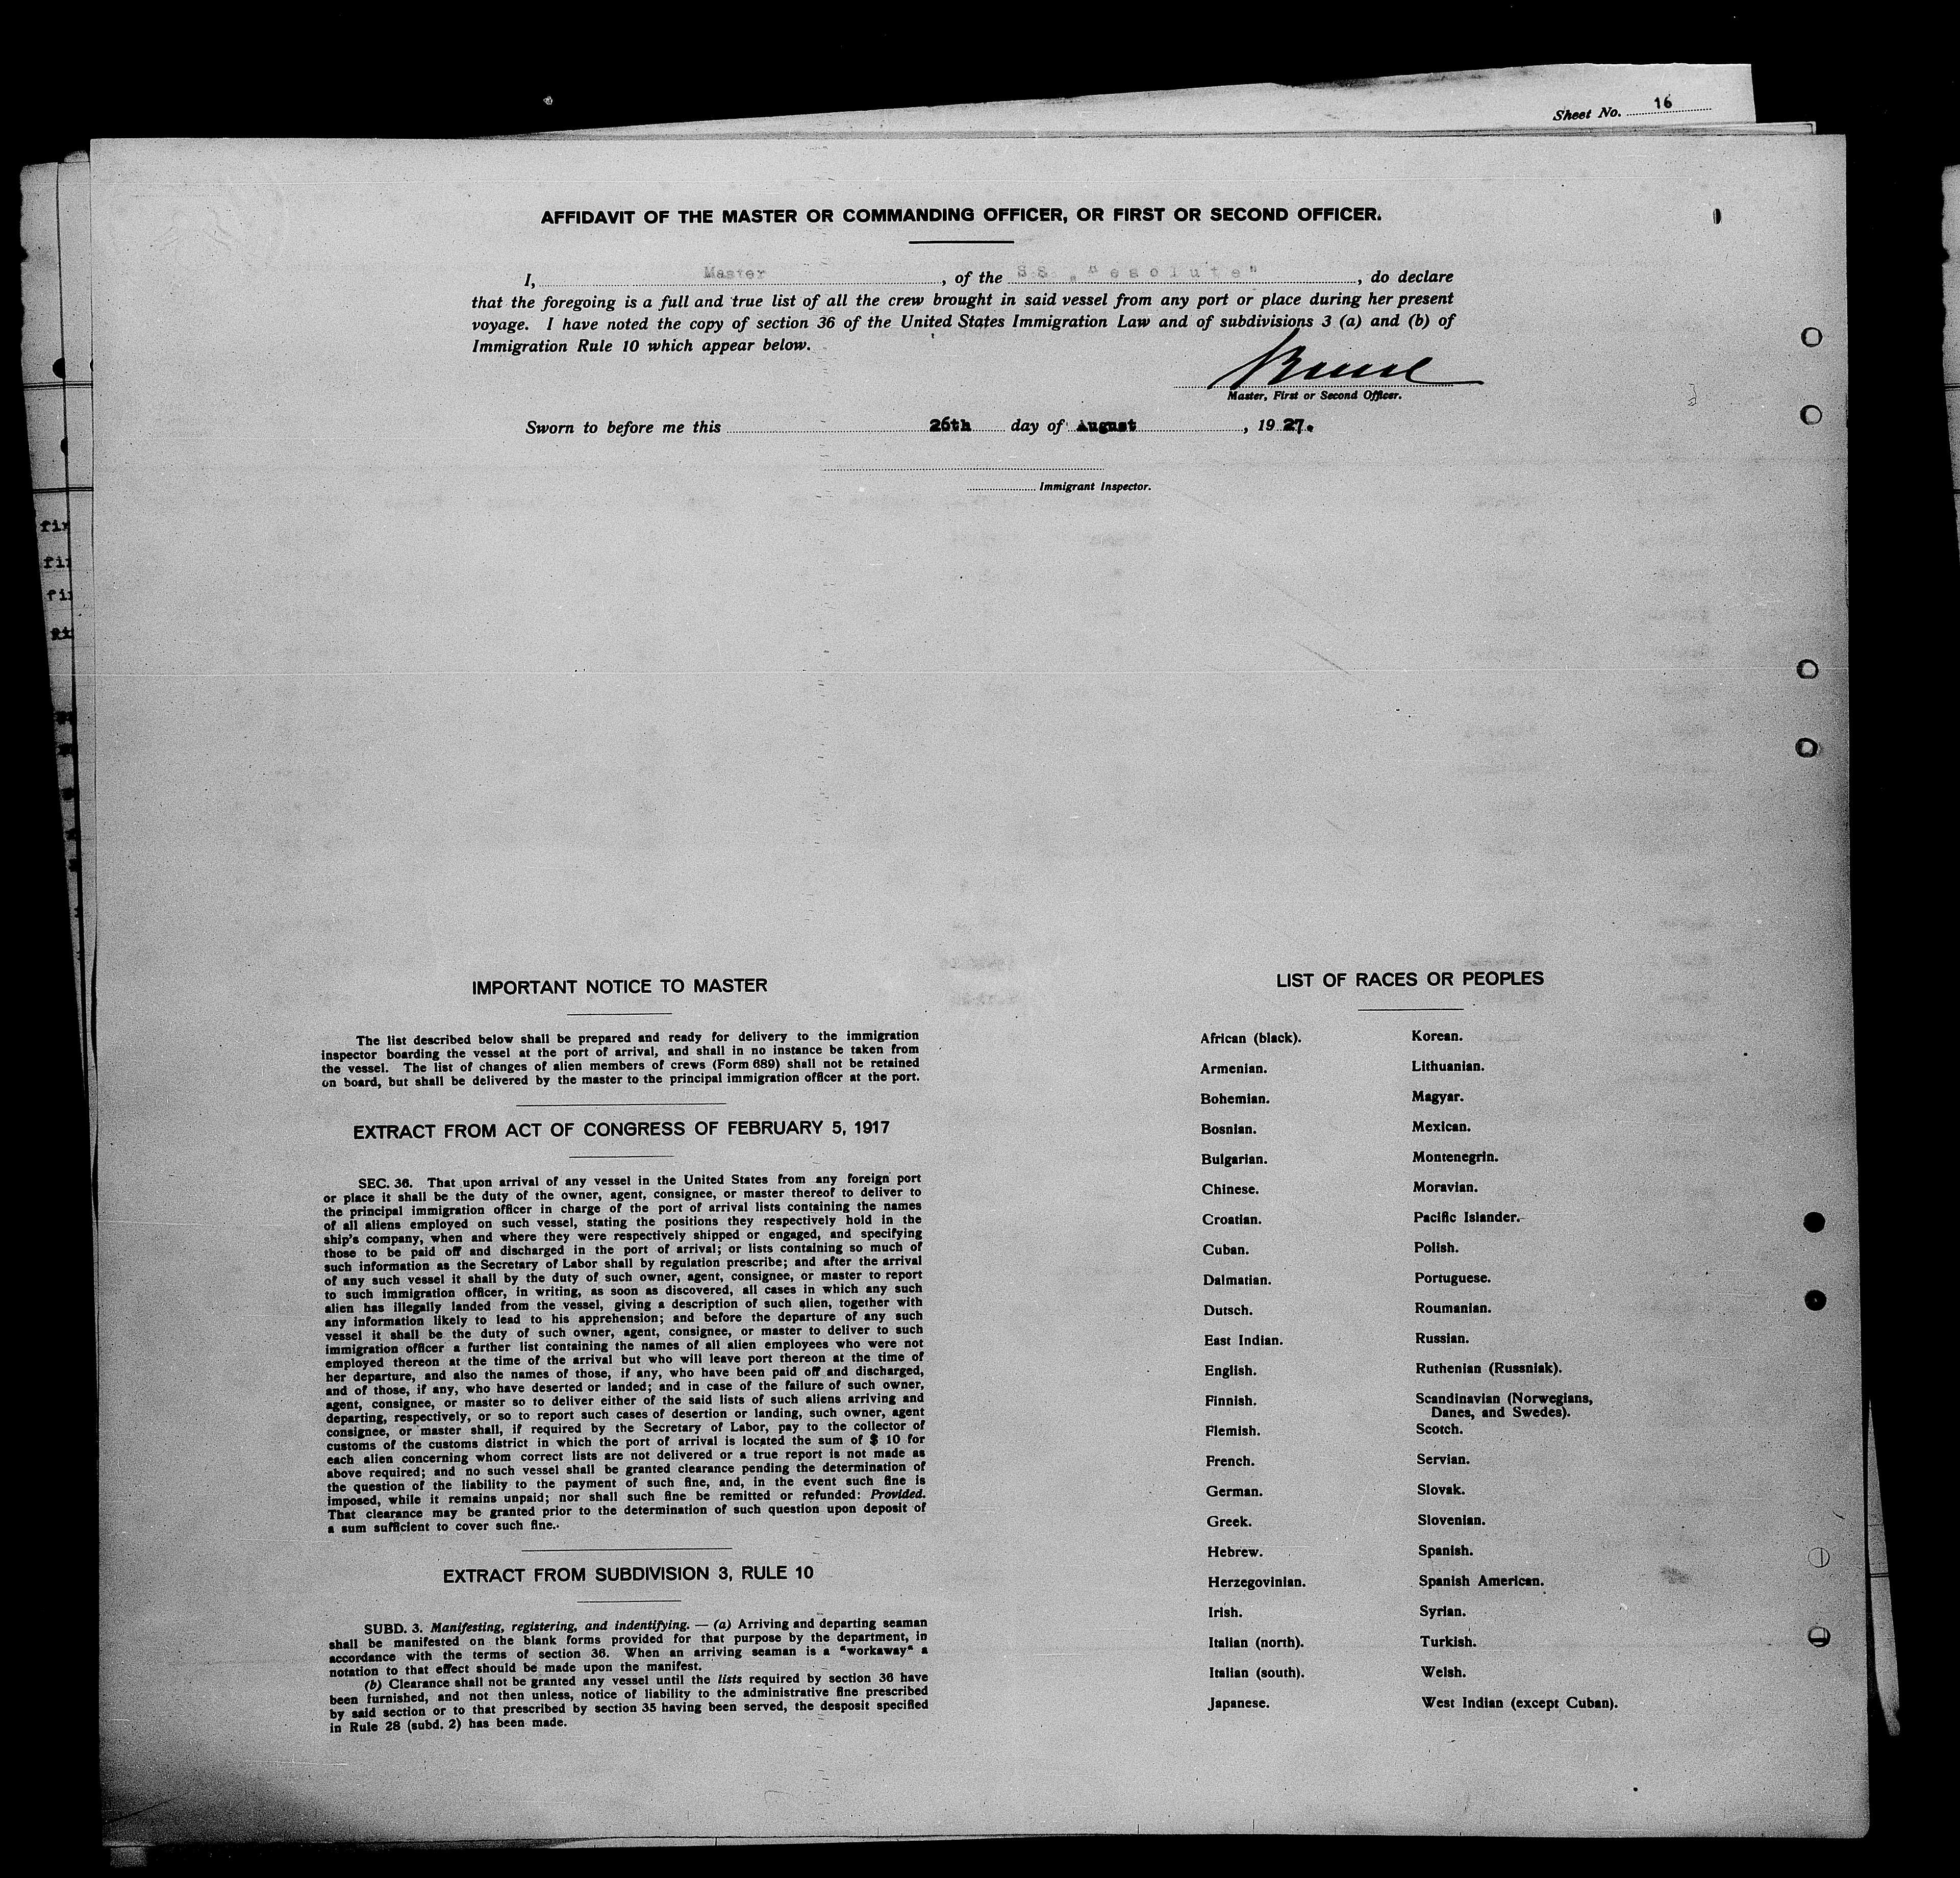 Sheet No. 16
AFFIDAVIT OF THE MASTER OR COMMANDING OFFICER, OR FIRST OR SECOND OFFICER.
I, Master, of the SS. "esolute", do declare
that the foregoing is a full and true list of all the crew brought in said vessel from any port or place during her present
voyage. I have noted the copy of section 36 of the United States Immigration Law and of subdivisions 3 (a) and (b) of
Immigration Rule 10 which appear below.
Master, First or Second Officer.
Sworn to before me this 26th day of August, 1927.
Immigrant Inspector.
fir
fir
fir
fir
IMPORTANT NOTICE TO MASTER
The list described below shall be prepared and ready for delivery to the immigration
inspector boarding the vessel at the port of arrival, and shall in no instance be taken from
the vessel. The list of changes of alien members of crews (Form 689) shall not be retained
on board, but shall be delivered by the master to the principal immigration officer at the port.
EXTRACT FROM ACT OF CONGRESS OF FEBRUARY 5, 1917
SEC. 36. That upon arrival of any vessel in the United States from any foreign port
or place it shall be the duty of the owner, agent, consignee, or master thereof to deliver to
the principal immigration officer in charge of the port of arrival lists containing the names
of all aliens employed on such vessel, stating the positions they respectively hold in the
ship's company, when and where they were respectively shipped or engaged, and specifying
those to be paid off and discharged in the port of arrival; or lists containing so much of
such information as the Secretary of Labor shall by regulation prescribe; and after the arrival
of any such vessel it shall by the duty of such owner, agent, consignee, or master to report
to such immigration officer, in writing, as soon as discovered, all cases in which any such
alien has illegally landed from the vessel, giving a description of such alien, together with
any information likely to lead to his apprehension; and before the departure of any such
vessel it shall be the duty of such owner, agent, consignee, or master to deliver to such
immigration officer a further list containing the names of all alien employees who were not
employed thereon at the time of the arrival but who will leave port thereon at the time of
her departure, and also the names of those, if any, who have been paid off and discharged,
and of those, if any, who have deserted or landed; and in case of the failure of such owner,
agent, consignee, or master so to deliver either of the said lists of such aliens arriving and
departing, respectively, or so to report such cases of desertion or landing, such owner, agent
consignee, or master shall, if required by the Secretary of Labor, pay to the collector of
customs of the customs district in which the port of arrival is located the sum of $ 10 for
each alien concerning whom correct lists are not delivered or a true report is not made as
above required; and no such vessel shall be granted clearance pending the determination of
the question of the liability to the payment of such fine, and, in the event such fine is
imposed, while it remains unpaid; nor shall such fine be remitted or refunded: Provided.
That clearance may be granted prior to the determination of such question upon deposit of
a sum sufficient to cover such fine.
EXTRACT FROM SUBDIVISION 3, RULE 10
SUBD. 3. Manifesting, registering, and indentifying. — (a) Arriving and departing seaman
shall be manifested on the blank forms provided for that purpose by the department, in
accordance with the terms of section 36. When an arriving seaman is a "workaway" a
notation to that effect should be made upon the manifest.
(b) Clearance shall not be granted any vessel until the lists required by section 36 have
been furnished, and not then unless, notice of liability to the administrative fine prescribed
by said section or to that prescribed by section 35 having been served, the desposit specified
in Rule 28 (subd. 2) has been made.
LIST OF RACES OR PEOPLES
African (black).
Armenian.
Bohemian.
Bosnian.
Bulgarian.
Chinese.
Croatian.
Cuban.
Dalmatian.
Dutsch.
East Indian.
English.
Finnish.
Flemish.
French.
German.
Greek.
Hebrew.
Herzegovinian.
Irish.
Italian (north).
Italian (south).
Japanese.
Korean.
Lithuanian.
Magyar.
Mexican.
Montenegrin.
Moravian.
Pacific Islander.
Polish.
Portuguese.
Roumanian.
Russian.
Ruthenian (Russniak).
Scandinavian (Norwegians,
Danes, and Swedes).
Scotch.
Servian.
Slovak.
Slovenian.
Spanish.
Spanish American.
Syrian.
Turkish.
Welsh.
West Indian (except Cuban).